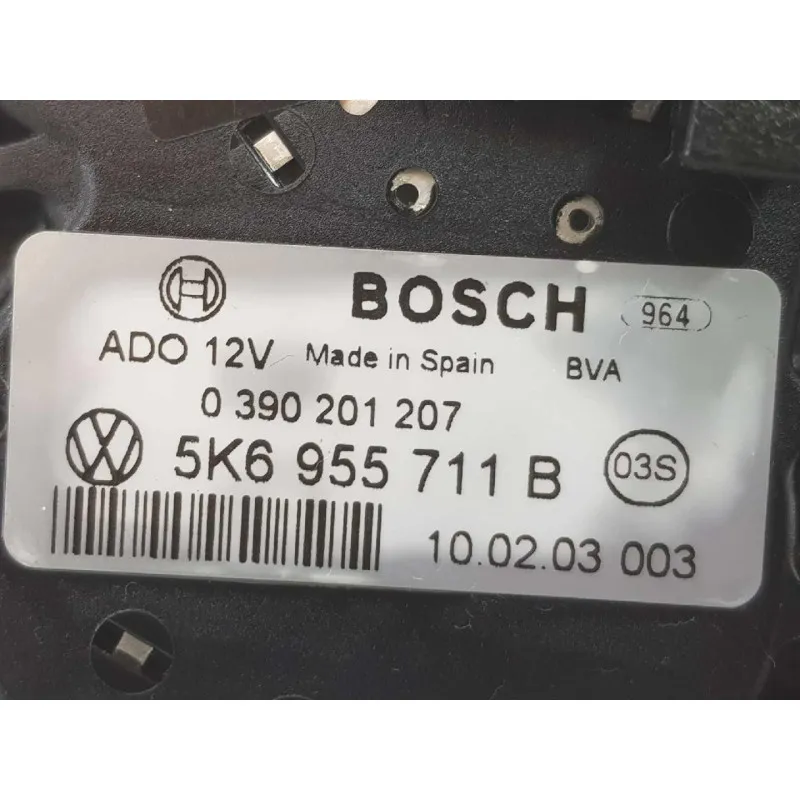 BOSCH 964
ADO 12V Made in Spain BVA
0 390 201 207
5K6 955 711 B 03S
10.02.03 003